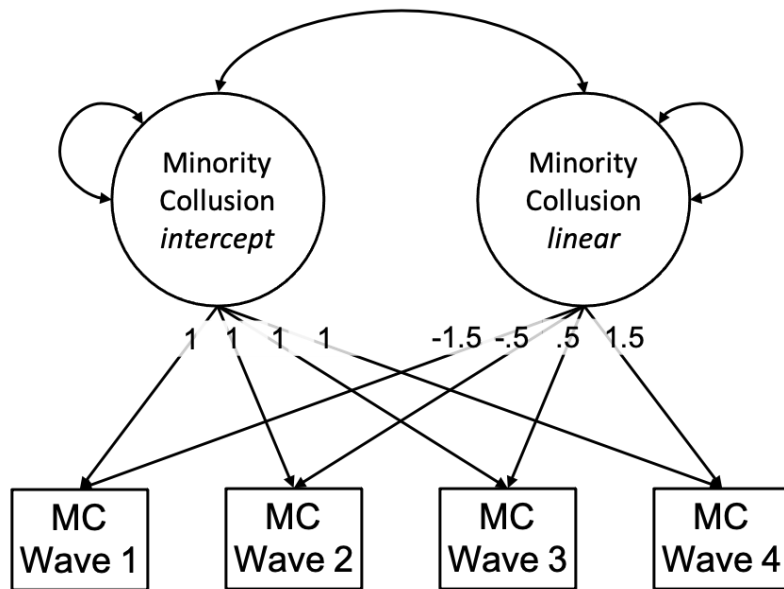 Minority
Collusion
intercept
Minority
Collusion
linear
1 1 1 1 -1.5 -.5 .5 1.5
MC
Wave 1
MC
Wave 2
MC
Wave 3
MC
Wave 4